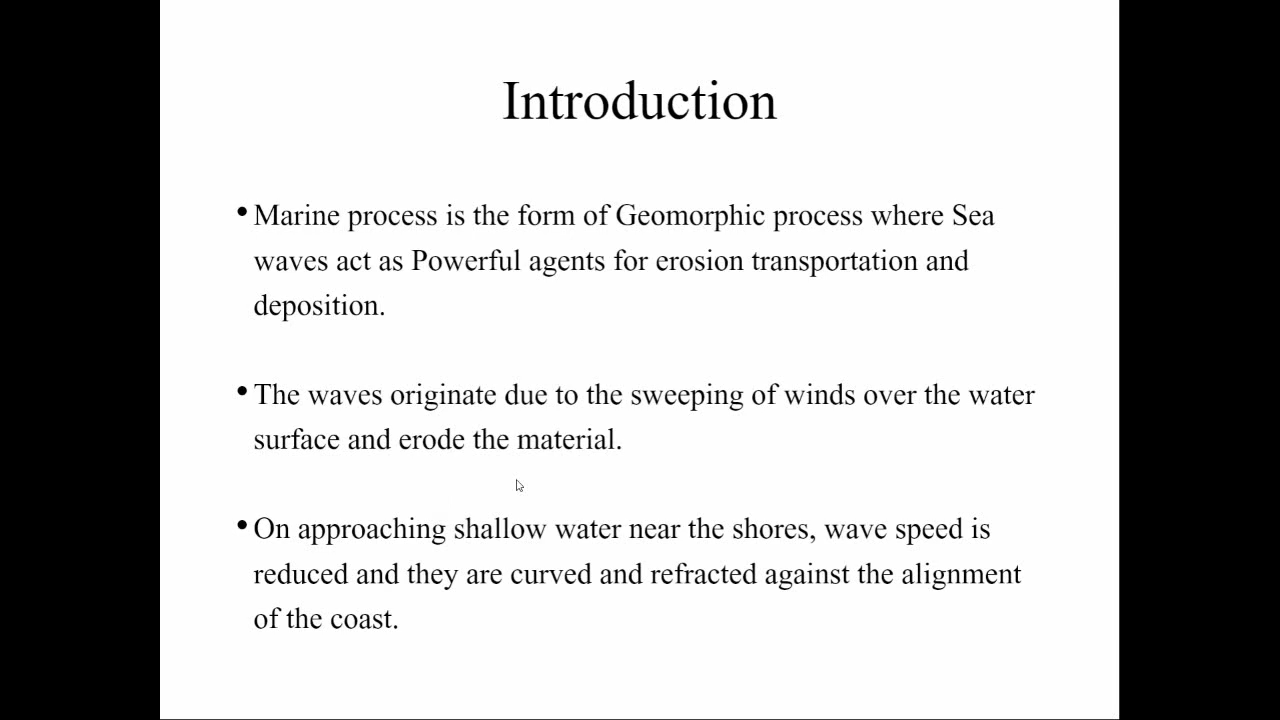 Introduction
• Marine process is the form of Geomorphic process where Sea
waves act as Powerful agents for erosion transportation and
deposition.
• The waves originate due to the sweeping of winds over the water
surface and erode the material.
• On approaching shallow water near the shores, wave speed is
reduced and they are curved and refracted against the alignment
of the coast.